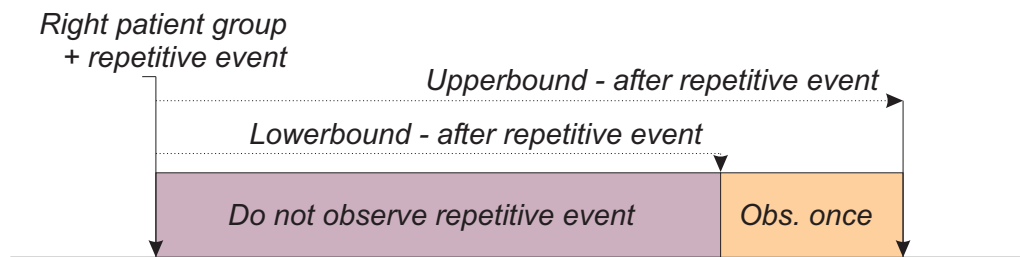 Right patient group
+ repetitive event
Upperbound - after repetitive event
Lowerbound - after repetitive event
Do not observe repetitive event
Obs. once